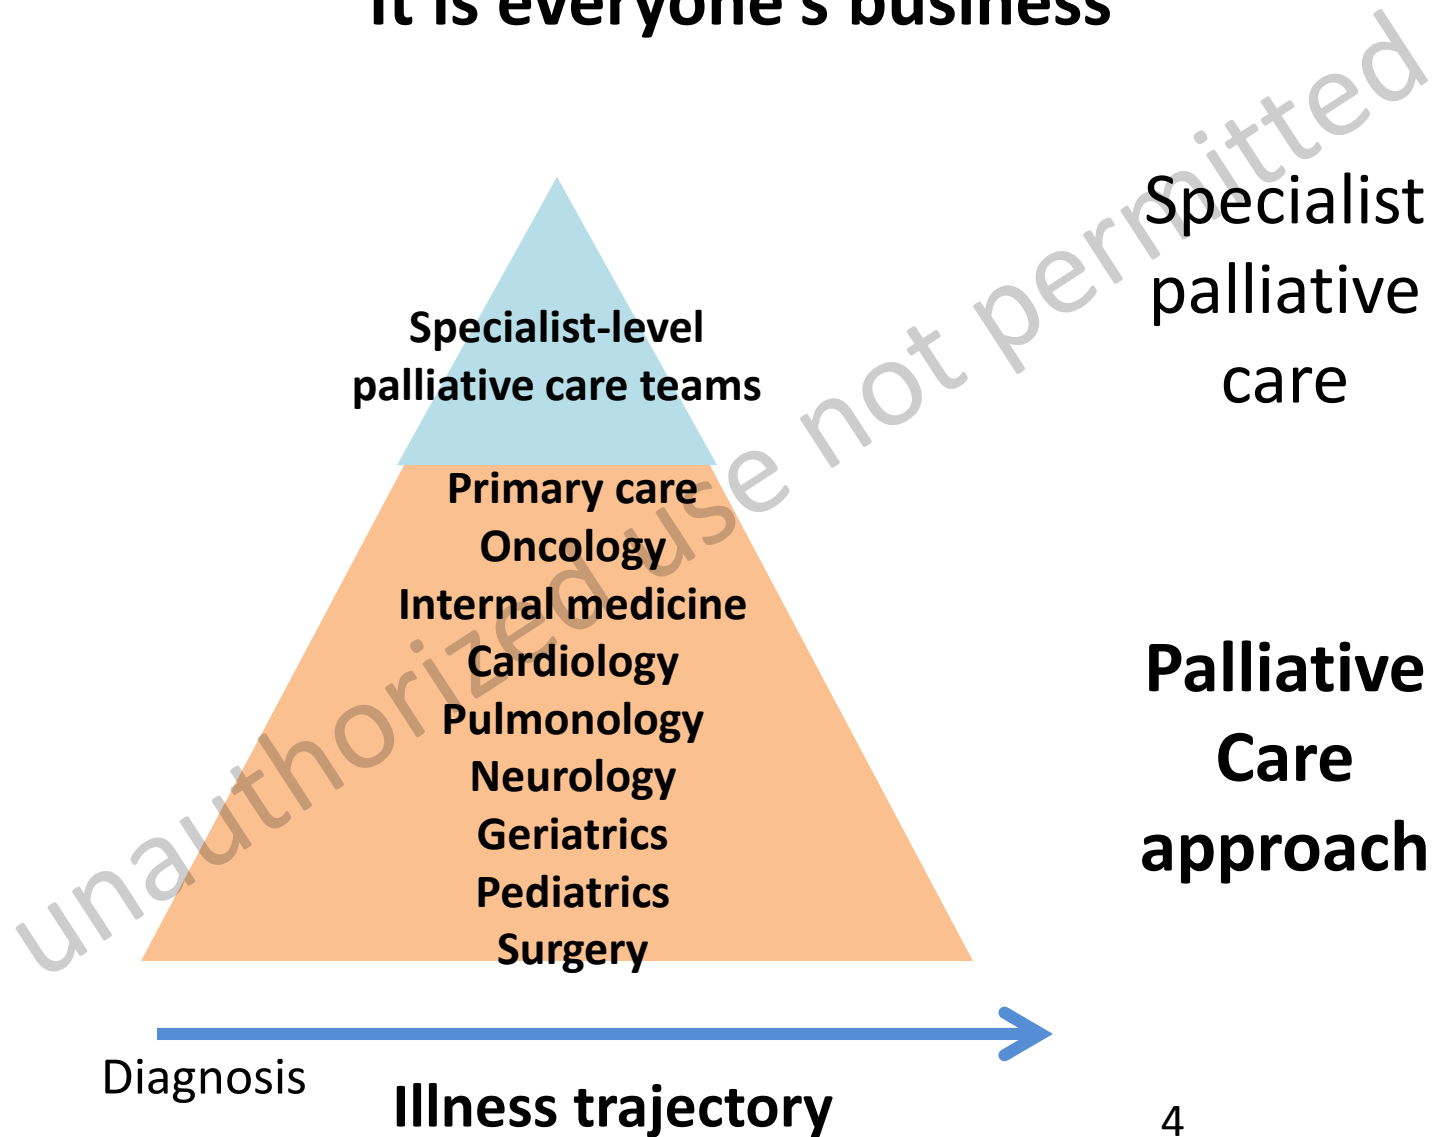 It is everyone's business
Specialist
palliative
care
Specialist-level
palliative care teams
Primary care
Oncology
Internal medicine
Cardiology
Pulmonology
Neurology
Geriatrics
Pediatrics
Surgery
Palliative
Care
approach
Diagnosis
Illness trajectory
4
unauthorized use not permitted